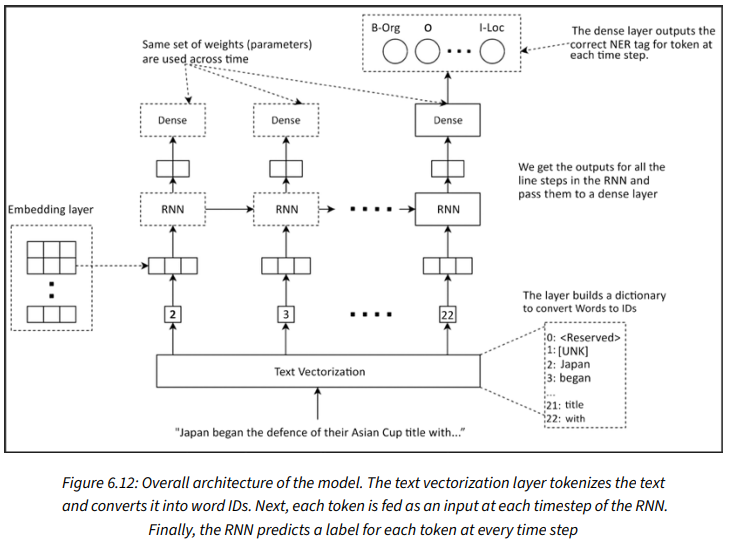 B-Org O I-Loc
The dense layer outputs the
correct NER tag for token at
each time step.
Same set of weights (parameters)
are used across time
Dense Dense Dense
We get the outputs for all the
line steps in the RNN and
pass them to a dense layer
Embedding layer
RNN RNN RNN
2 3 22
The layer builds a dictionary
to convert Words to IDs
0: <Reserved>
1: [UNK]
2: Japan
3: began
...
21: title
22: with
Text Vectorization
"Japan began the defence of their Asian Cup title with..."
Figure 6.12: Overall architecture of the model. The text vectorization layer tokenizes the text
and converts it into word IDs. Next, each token is fed as an input at each timestep of the RNN.
Finally, the RNN predicts a label for each token at every time step